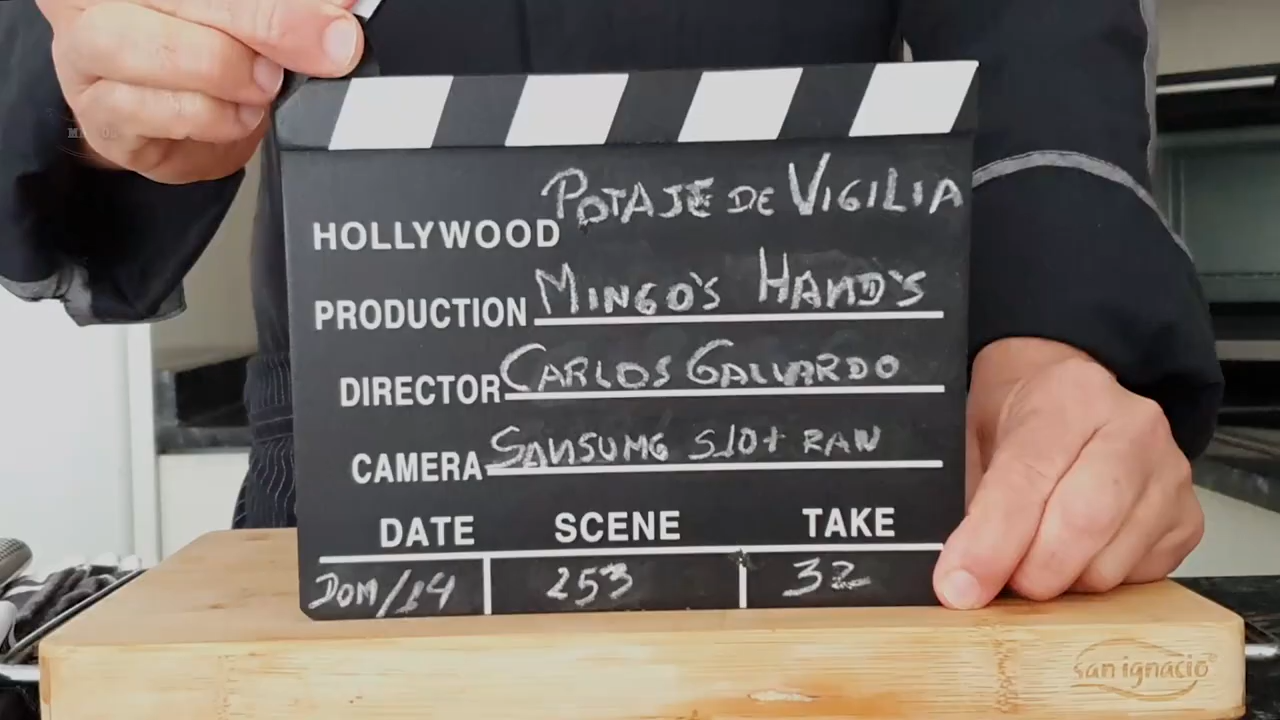 POTAJE DE VIGILIA
HOLLYWOOD
PRODUCTION MINGO'S HAND'S
DIRECTOR CARLOS GALLARDO
CAMERA SAMSUMG S10+ RAW
DATE SCENE TAKE
DOM/14 253 32
san ignacio